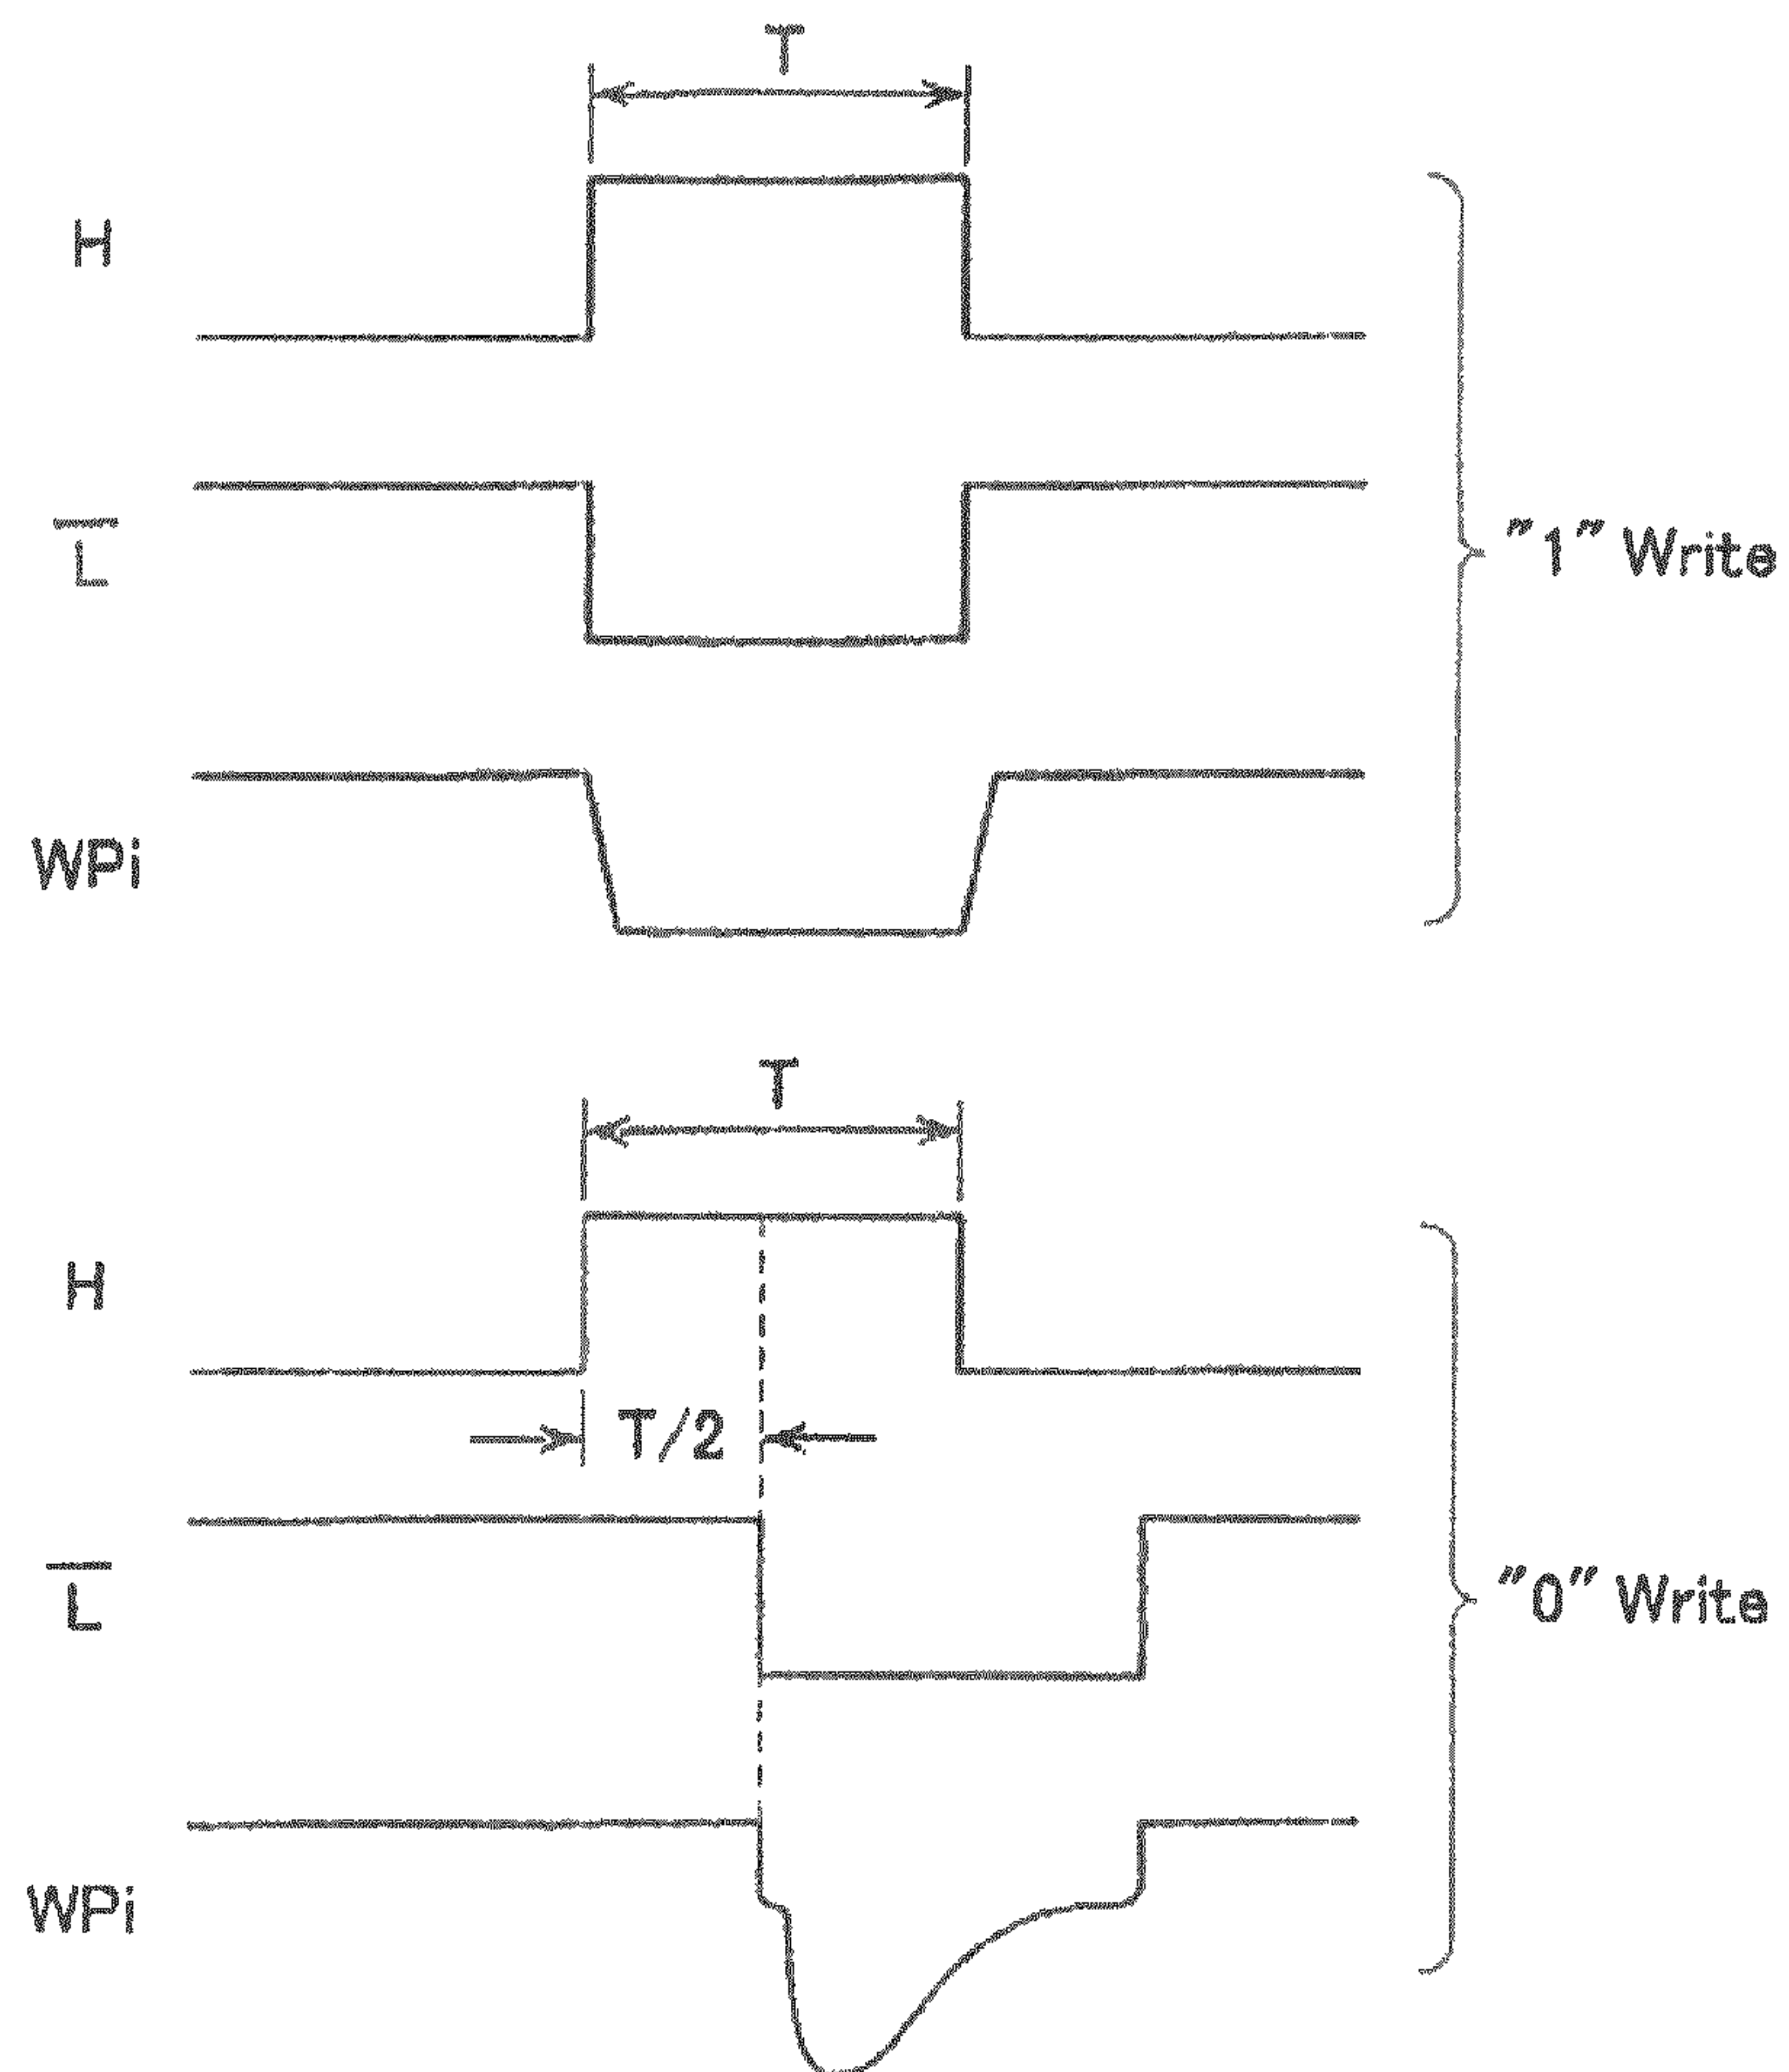 T
H
L̅
"1" Write
WPi
T
H
T/2
L̅
"0" Write
WPi